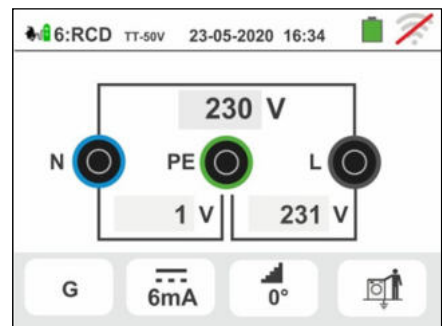 6:RCD TT-50V 23-05-2020 16:34
230 V
N PE L
1 V 231 V
G 6mA 0°